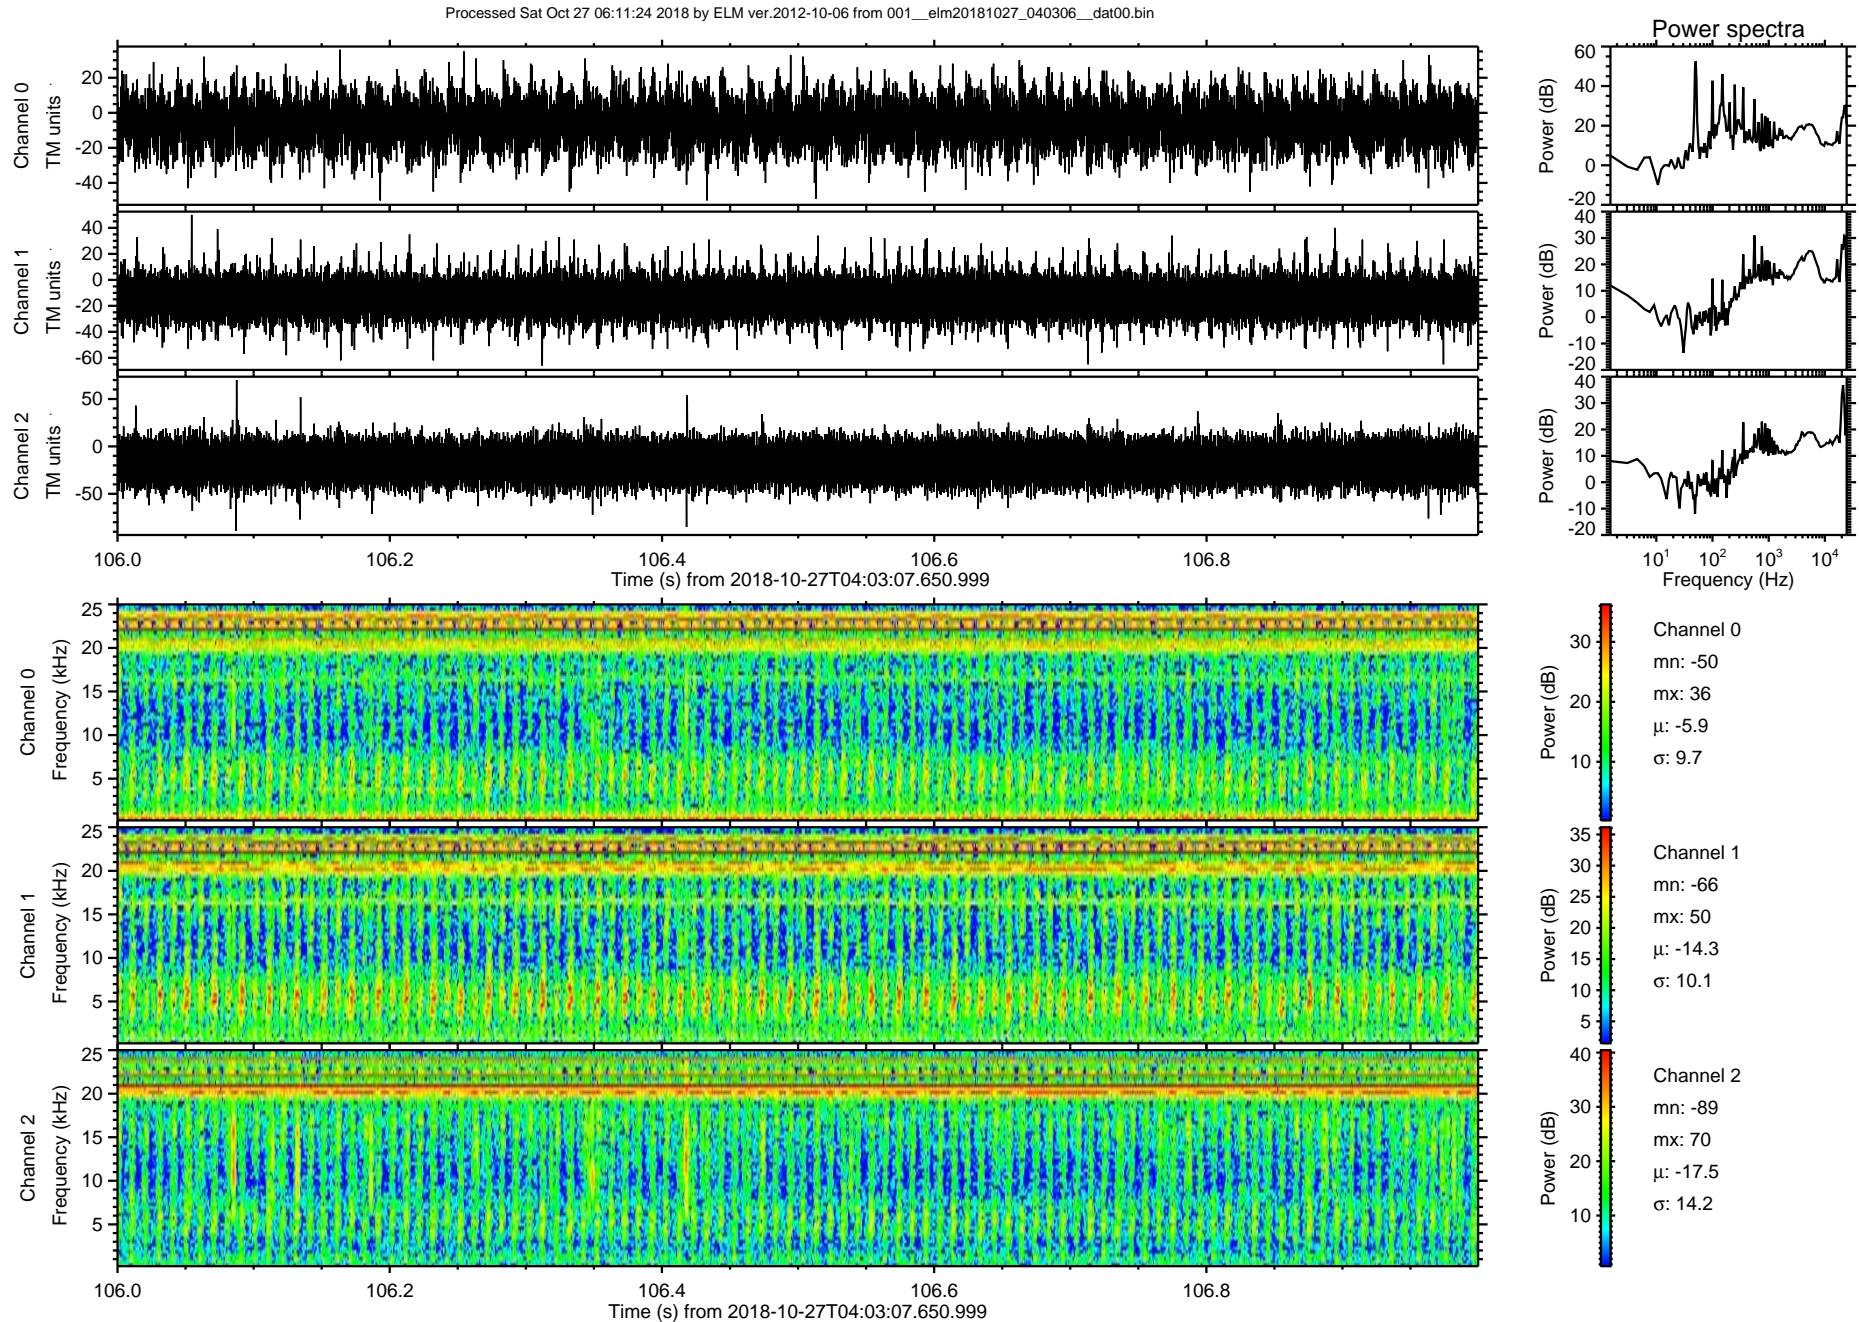 Processed Sat Oct 27 06:11:24 2018 by ELM ver.2012-10-06 from 001__elm20181027_040306__dat00.bin
Power spectra
Channel 0
TM units
20
0
-20
-40
Power (dB)
60
40
20
0
-20
Channel 1
TM units
40
20
0
-20
-40
-60
Power (dB)
40
30
20
10
0
-10
-20
Channel 2
TM units
50
0
-50
Power (dB)
40
30
20
10
0
-10
-20
106.0 106.2 106.4 106.6 106.8
Time (s) from 2018-10-27T04:03:07.650.999
10^1 10^2 10^3 10^4
Frequency (Hz)
Channel 0
Frequency (kHz)
25
20
15
10
5
Power (dB)
30
20
10
Channel 0
mn: -50
mx: 36
μ: -5.9
σ: 9.7
Channel 1
Frequency (kHz)
25
20
15
10
5
Power (dB)
35
30
25
20
15
10
5
Channel 1
mn: -66
mx: 50
μ: -14.3
σ: 10.1
Channel 2
Frequency (kHz)
25
20
15
10
5
Power (dB)
40
30
20
10
Channel 2
mn: -89
mx: 70
μ: -17.5
σ: 14.2
106.0 106.2 106.4 106.6 106.8
Time (s) from 2018-10-27T04:03:07.650.999